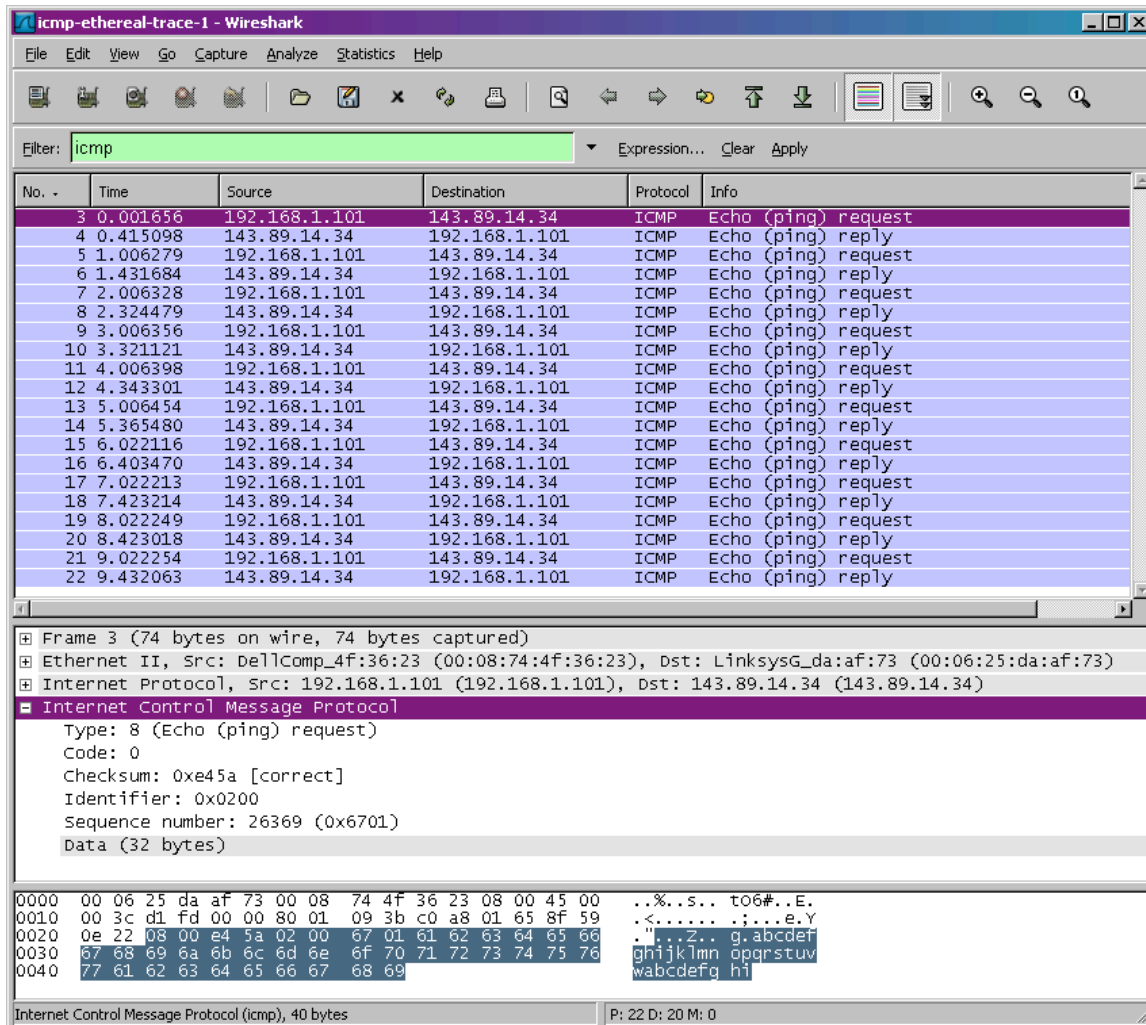 icmp-ethereal-trace-1 - Wireshark
File Edit View Go Capture Analyze Statistics Help
Filter: icmp Expression... Clear Apply
No. Time Source Destination Protocol Info
3 0.001656 192.168.1.101 143.89.14.34 ICMP Echo (ping) request
4 0.415098 143.89.14.34 192.168.1.101 ICMP Echo (ping) reply
5 1.006279 192.168.1.101 143.89.14.34 ICMP Echo (ping) request
6 1.431684 143.89.14.34 192.168.1.101 ICMP Echo (ping) reply
7 2.006328 192.168.1.101 143.89.14.34 ICMP Echo (ping) request
8 2.324479 143.89.14.34 192.168.1.101 ICMP Echo (ping) reply
9 3.006356 192.168.1.101 143.89.14.34 ICMP Echo (ping) request
10 3.321121 143.89.14.34 192.168.1.101 ICMP Echo (ping) reply
11 4.006398 192.168.1.101 143.89.14.34 ICMP Echo (ping) request
12 4.343301 143.89.14.34 192.168.1.101 ICMP Echo (ping) reply
13 5.006454 192.168.1.101 143.89.14.34 ICMP Echo (ping) request
14 5.365480 143.89.14.34 192.168.1.101 ICMP Echo (ping) reply
15 6.022116 192.168.1.101 143.89.14.34 ICMP Echo (ping) request
16 6.403470 143.89.14.34 192.168.1.101 ICMP Echo (ping) reply
17 7.022213 192.168.1.101 143.89.14.34 ICMP Echo (ping) request
18 7.423214 143.89.14.34 192.168.1.101 ICMP Echo (ping) reply
19 8.022249 192.168.1.101 143.89.14.34 ICMP Echo (ping) request
20 8.423018 143.89.14.34 192.168.1.101 ICMP Echo (ping) reply
21 9.022254 192.168.1.101 143.89.14.34 ICMP Echo (ping) request
22 9.432063 143.89.14.34 192.168.1.101 ICMP Echo (ping) reply
Frame 3 (74 bytes on wire, 74 bytes captured)
Ethernet II, Src: DellComp_4f:36:23 (00:08:74:4f:36:23), Dst: LinksysG_da:af:73 (00:06:25:da:af:73)
Internet Protocol, Src: 192.168.1.101 (192.168.1.101), Dst: 143.89.14.34 (143.89.14.34)
Internet Control Message Protocol
Type: 8 (Echo (ping) request)
Code: 0
Checksum: 0xe45a [correct]
Identifier: 0x0200
Sequence number: 26369 (0x6701)
Data (32 bytes)
0000 00 06 25 da af 73 00 08 74 4f 36 23 08 00 45 00 ..%..s.. tO6#..E.
0010 00 3c d1 fd 00 00 80 01 09 3b c0 a8 01 65 8f 59 .<...... .;...e.Y
0020 0e 22 08 00 e4 5a 02 00 67 01 61 62 63 64 65 66 ."...Z.. g.abcdef
0030 67 68 69 6a 6b 6c 6d 6e 6f 70 71 72 73 74 75 76 ghijklmn opqrstuv
0040 77 61 62 63 64 65 66 67 68 69 wabcdefg hi
Internet Control Message Protocol (icmp), 40 bytes P: 22 D: 20 M: 0